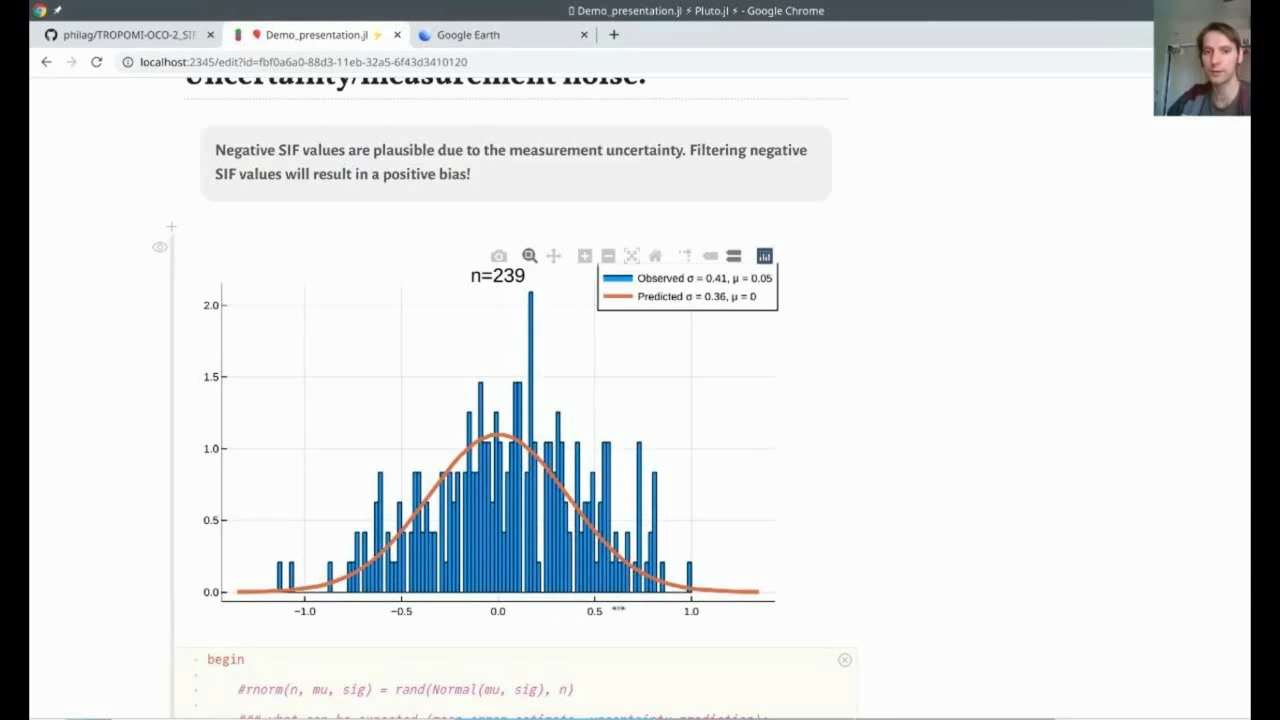 Demo_presentation.jl ⚡ Pluto.jl ⚡ - Google Chrome
philag/TROPOMI-OCO-2_SIF
Demo_presentation.jl
Google Earth
localhost:2345/edit?id=fbf0a6a0-88d3-11eb-32a5-6f43d3410120
Uncertainty/measurement noise:
Negative SIF values are plausible due to the measurement uncertainty. Filtering negative
SIF values will result in a positive bias!
n=239
Observed σ = 0.41, μ = 0.05
Predicted σ = 0.36, μ = 0
2.0
1.5
1.0
0.5
0.0
−1.0 −0.5 0.0 0.5 1.0
begin
#rnorm(n, mu, sig) = rand(Normal(mu, sig), n)